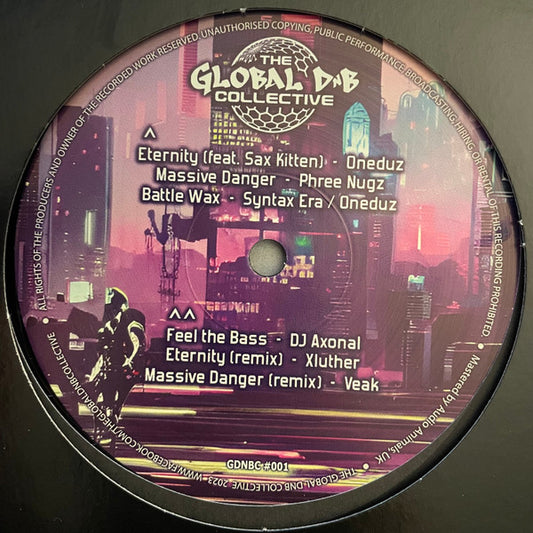 THE
GLOBAL DnB
COLLECTIVE
^
Eternity (feat. Sax Kitten) - Oneduz
Massive Danger - Phree Nugz
Battle Wax - Syntax Era / Oneduz
^^
Feel the Bass - DJ Axonal
Eternity (remix) - Xluther
Massive Danger (remix) - Veak
GDNBC #001
ALL RIGHTS OF THE PRODUCERS AND OWNER OF THE RECORDED WORK RESERVED. UNAUTHORISED COPYING, PUBLIC PERFORMANCE, BROADCASTING, HIRING OR RENTAL OF THIS RECORDING PROHIBITED.
• Mastered by Audio Animals, UK •
THE GLOBAL DNB COLLECTIVE 2023 WWW.FACEBOOK.COM/THEGLOBALDNBCOLLECTIVE